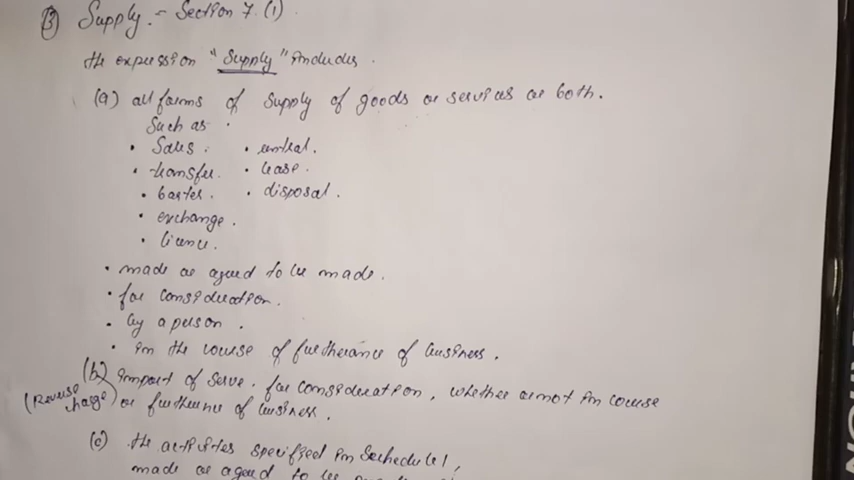 (B) Supply :- Section 7 (1)
the expression "Supply" includes.
(a) all forms of supply of goods or services or both.
Such as.
• Sales. • rental.
• transfer. • lease.
• barter. • disposal.
• exchange.
• licence.
• made or agreed to be made.
• for consideration.
• by a person.
• in the course of furtherance of business.
(b) import of serve. for consideration, whether or not in course
(Reverse charge) or furtherance of business.
(c) the activities specified in Schedule 1,
made or agreed to be